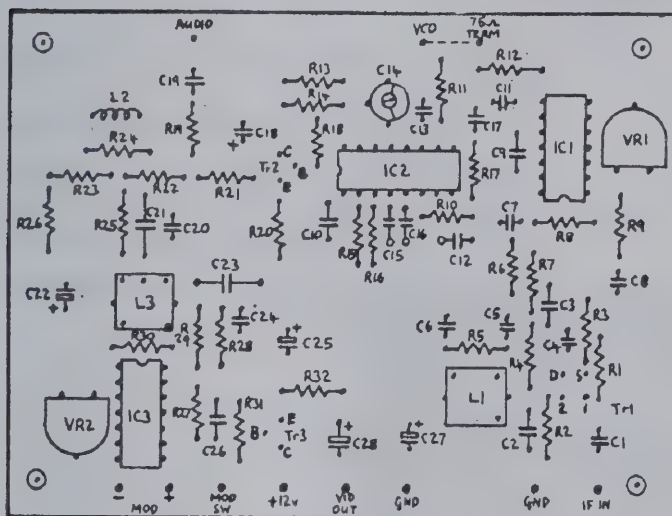 AUDIO
VCO
75Ω TERM
R12
C19
R13
C14
R11
C11
L2
R14
C13
C17
R19
C18
R18
IC1
VR1
R24
Tr2
C
B
E
IC2
C9
R17
R23
R22
R21
R26
R25
C21
C20
R20
C10
R15
R16
C15
C16
R10
C12
C7
R8
R9
R6
R7
C8
C22
+
L3
C23
C24
C3
R3
R30
R29
R28
C25
+
C6
R5
C5
R4
C4
R1
D
S
2
1
Tr1
VR2
IC3
R27
C26
R31
B
R32
E
Tr3
C
C28
+
C27
+
L1
C2
R2
C1
-
MOD
+
MOD SW
+12V
VID OUT
GND
GND
IF IN